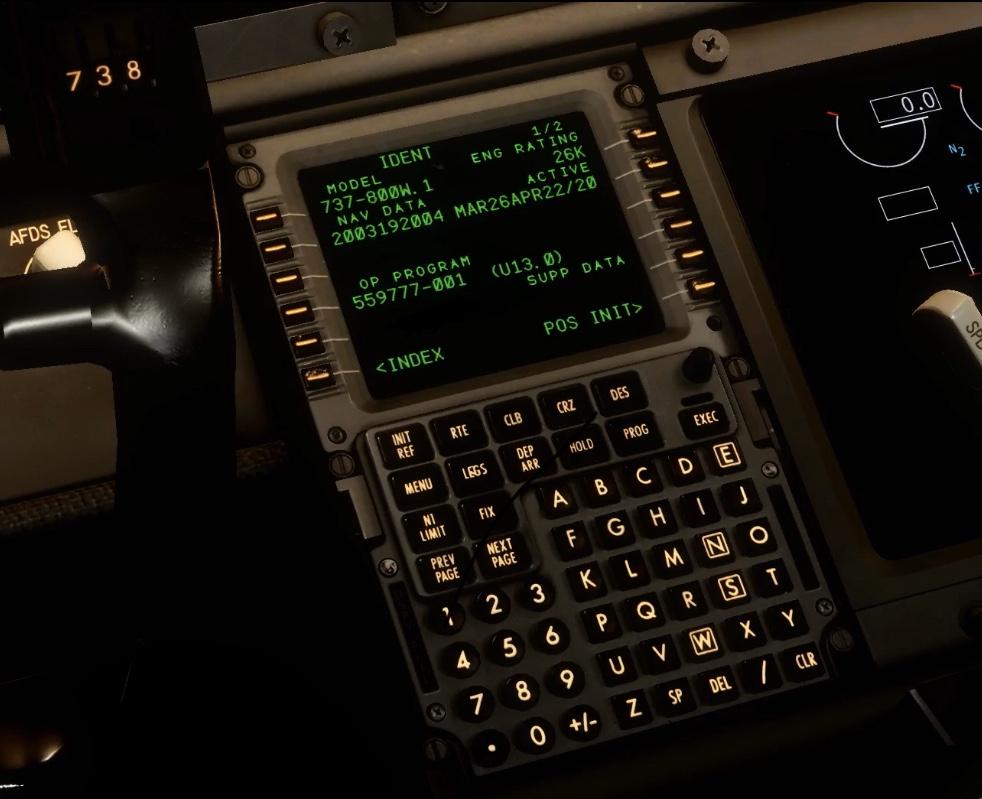 738
AFDS FL
IDENT 1/2
MODEL ENG RATING
737-800W.1 26K
NAV DATA ACTIVE
2003192004 MAR26APR22/20
OP PROGRAM
559777-001 (U13.0)
SUPP DATA
<INDEX POS INIT>
0.0
N2
FF
SPE
INIT REF
RTE
CLB
CRZ
DES
MENU
LEGS
DEP ARR
HOLD
PROG
EXEC
N1 LIMIT
FIX
PREV PAGE
NEXT PAGE
A B C D E
F G H I J
K L M N O
P Q R S T
U V W X Y
Z SP DEL / CLR
1 2 3
4 5 6
7 8 9
. 0 +/-